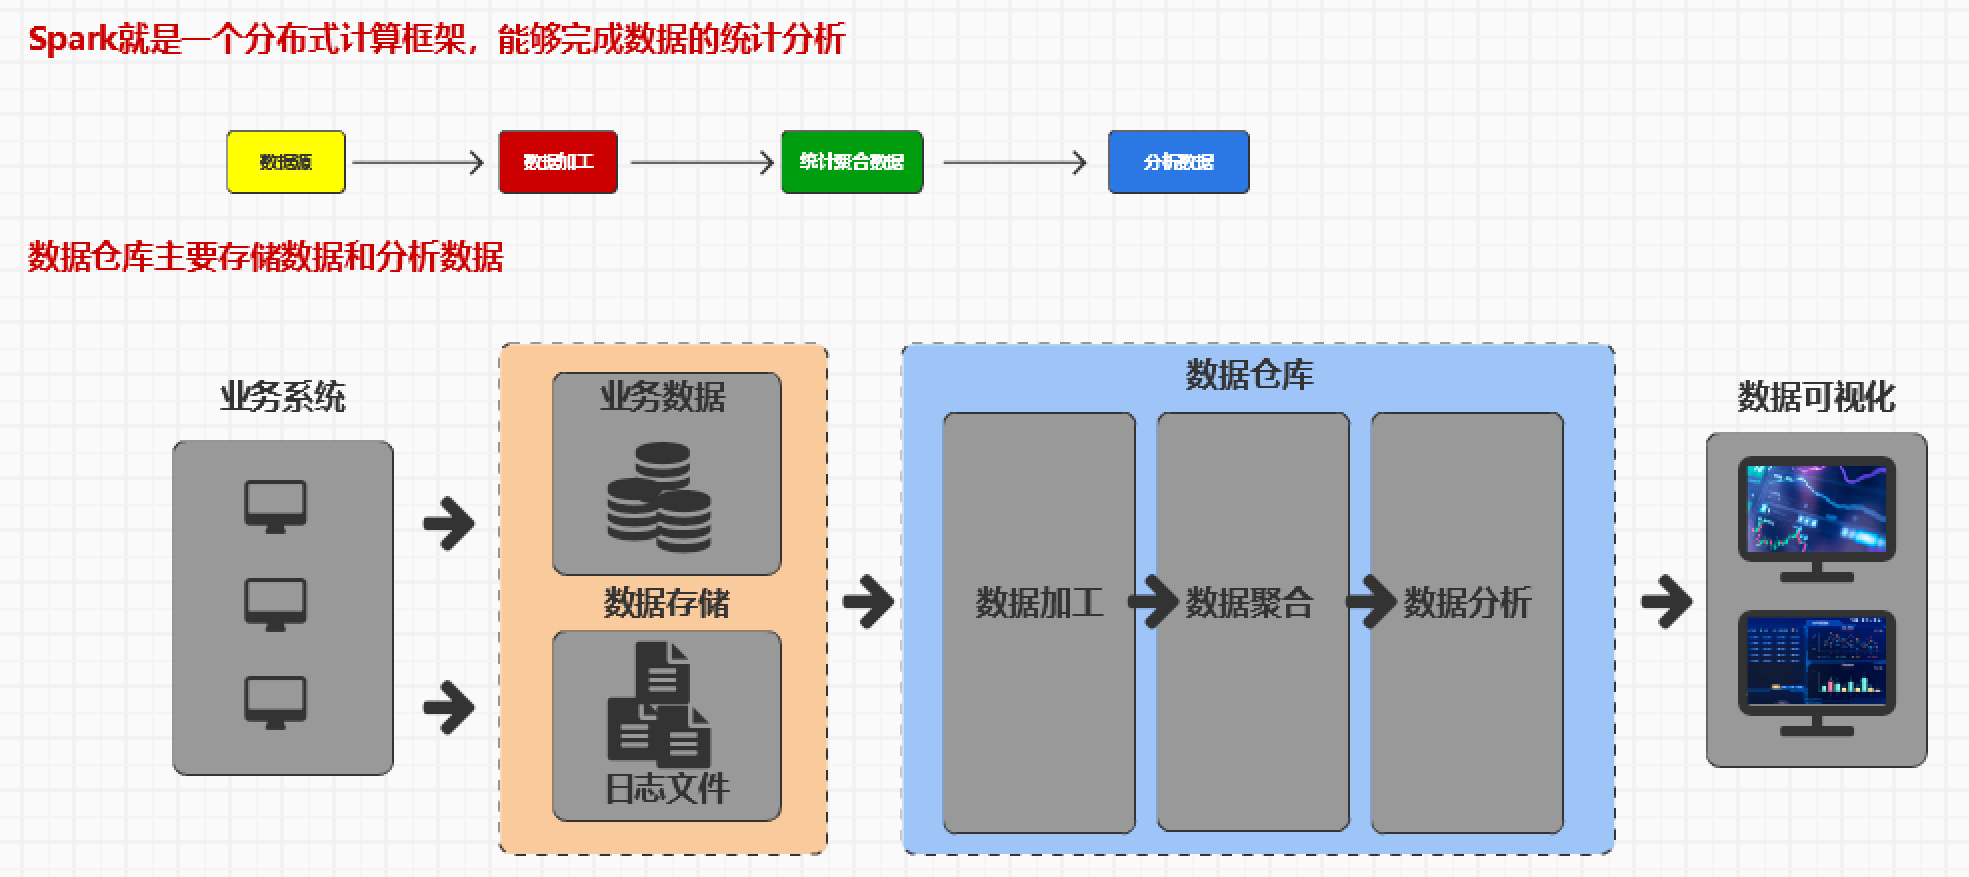 Spark就是一个分布式计算框架，能够完成数据的统计分析
数据源
数据加工
统计聚合数据
分析数据
数据仓库主要存储数据和分析数据
业务系统
业务数据
数据存储
日志文件
数据仓库
数据加工
数据聚合
数据分析
数据可视化